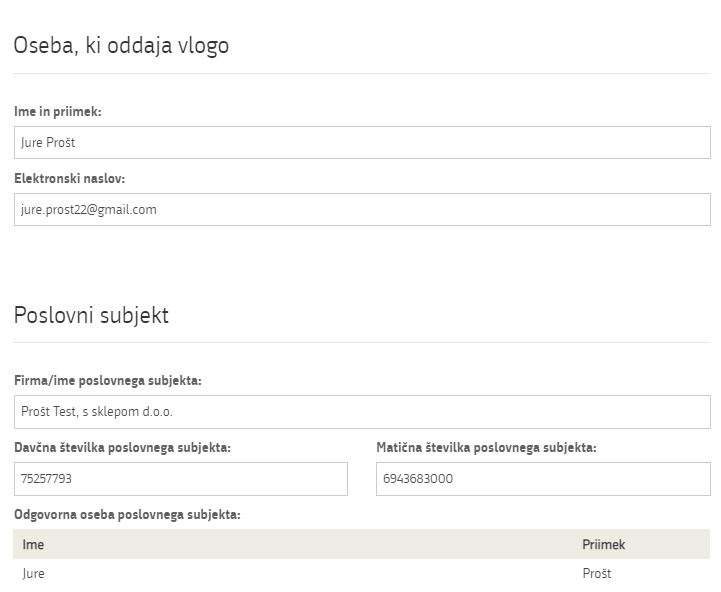 Oseba, ki oddaja vlogo
Ime in priimek:
Jure Prošt
Elektronski naslov:
jure.prost22@gmail.com
Poslovni subjekt
Firma/ime poslovnega subjekta:
Prošt Test, s sklepom d.o.o.
Davčna številka poslovnega subjekta: Matična številka poslovnega subjekta:
75257793 6943683000
Odgovorna oseba poslovnega subjekta:
Ime Priimek
Jure Prošt